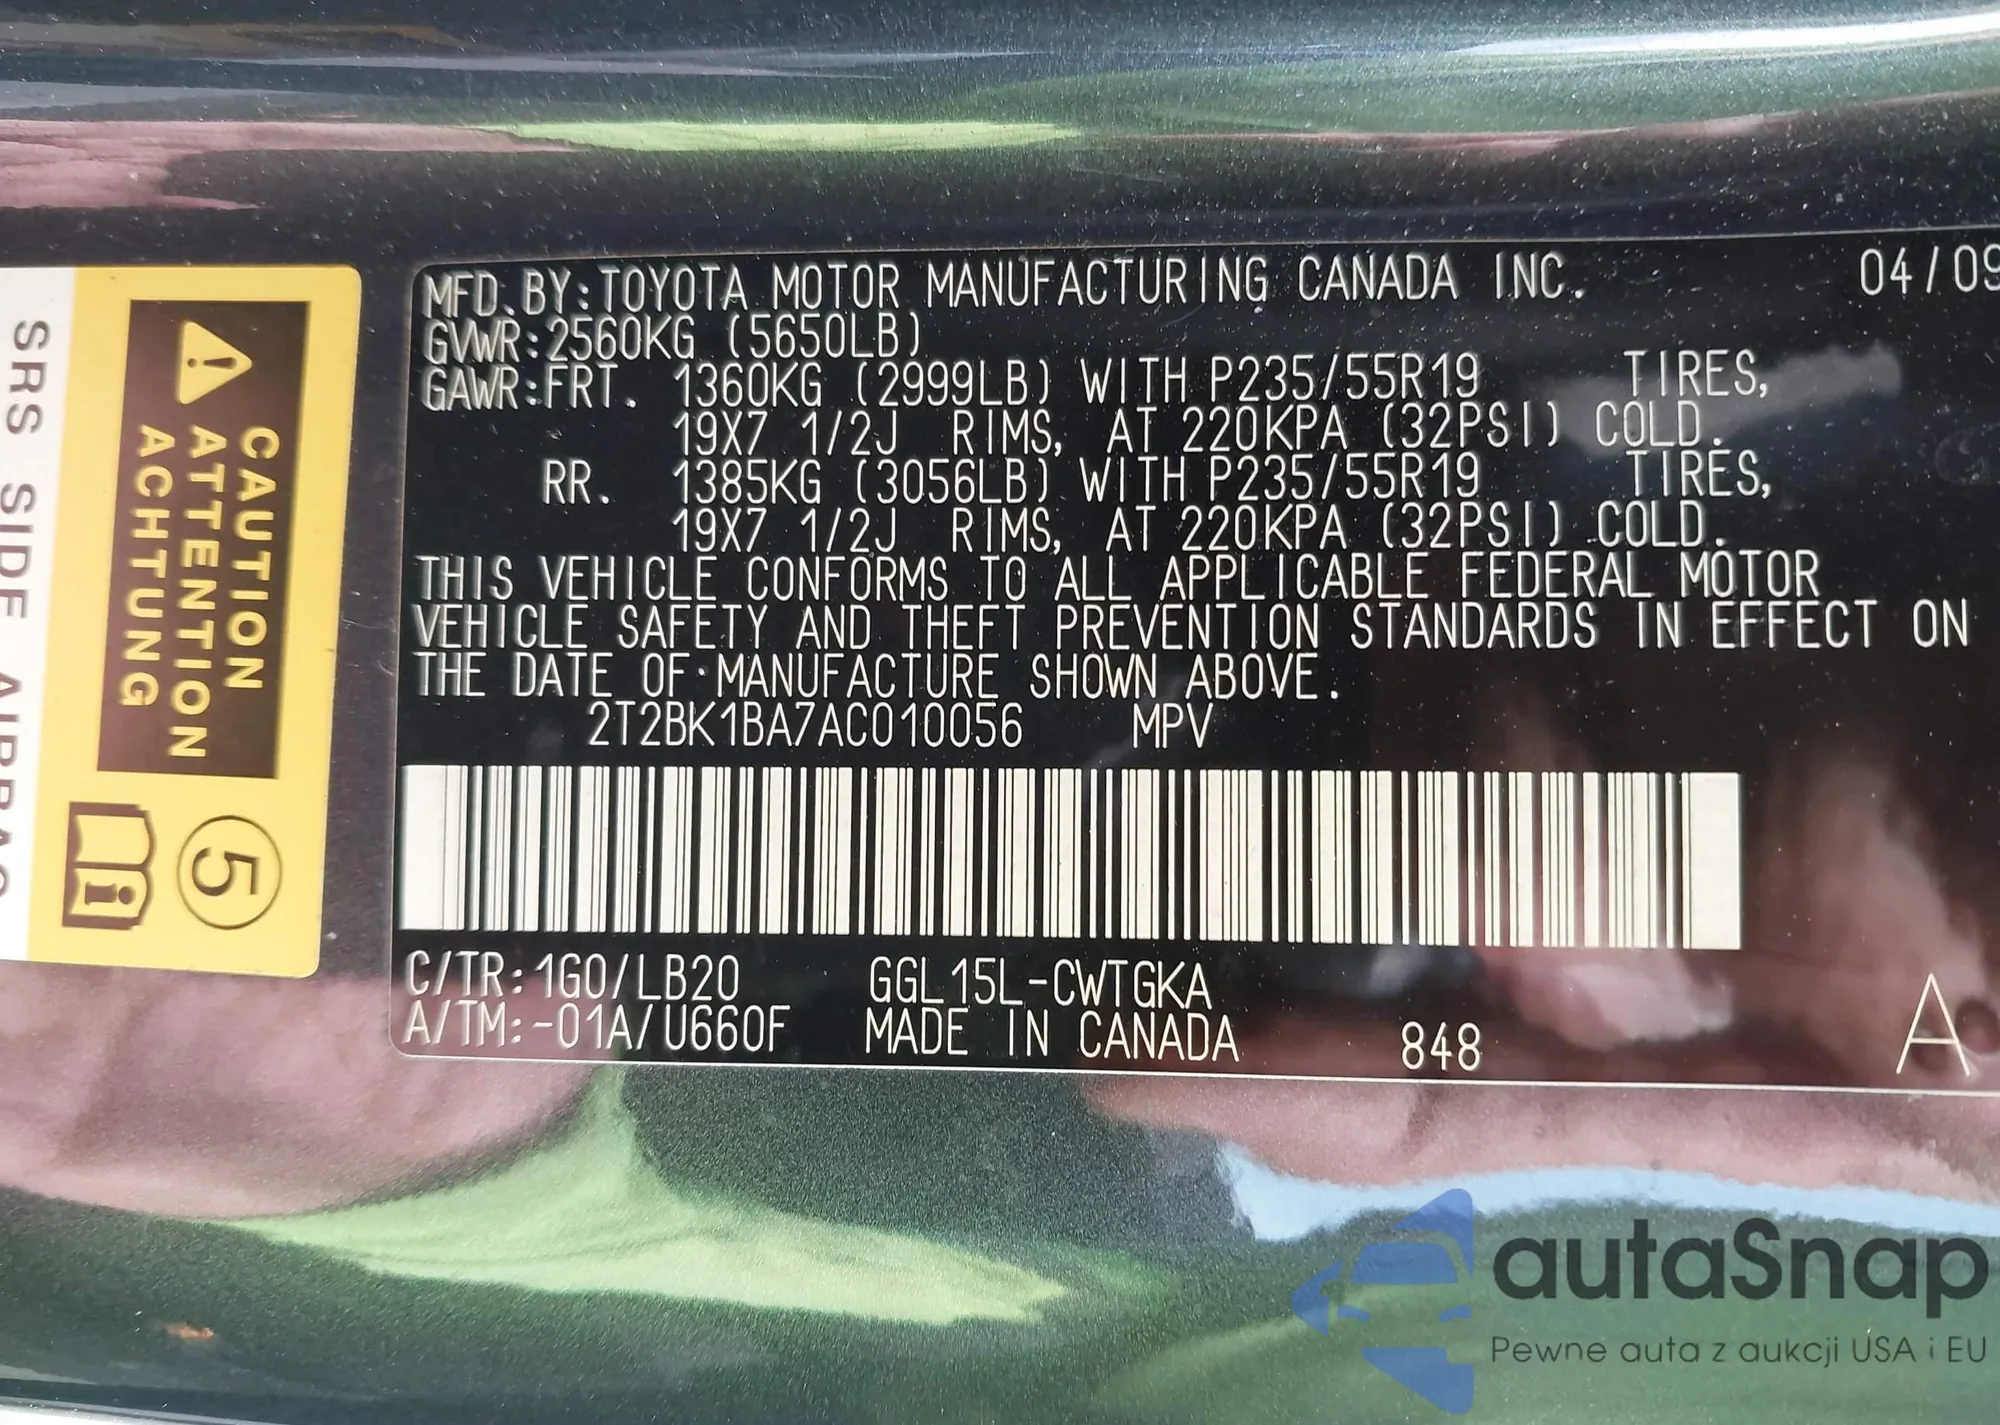 MFD. BY: TOYOTA MOTOR MANUFACTURING CANADA INC. 04/09
GVWR: 2560KG (5650LB)
GAWR: FRT. 1360KG (2999LB) WITH P235/55R19 TIRES,
19X7 1/2J RIMS, AT 220KPA (32PSI) COLD.
RR. 1385KG (3056LB) WITH P235/55R19 TIRES,
19X7 1/2J RIMS, AT 220KPA (32PSI) COLD.
THIS VEHICLE CONFORMS TO ALL APPLICABLE FEDERAL MOTOR
VEHICLE SAFETY AND THEFT PREVENTION STANDARDS IN EFFECT ON
THE DATE OF MANUFACTURE SHOWN ABOVE.
2T2BK1BA7AC010056 MPV
C/TR: 1G0/LB20 GGL15L-CWTGKA
A/TM: -01A/U660F MADE IN CANADA 848 A
CAUTION
ATTENTION
ACHTUNG
5
SRS SIDE AIRBAG
autaSnap
Pewne auta z aukcji USA i EU